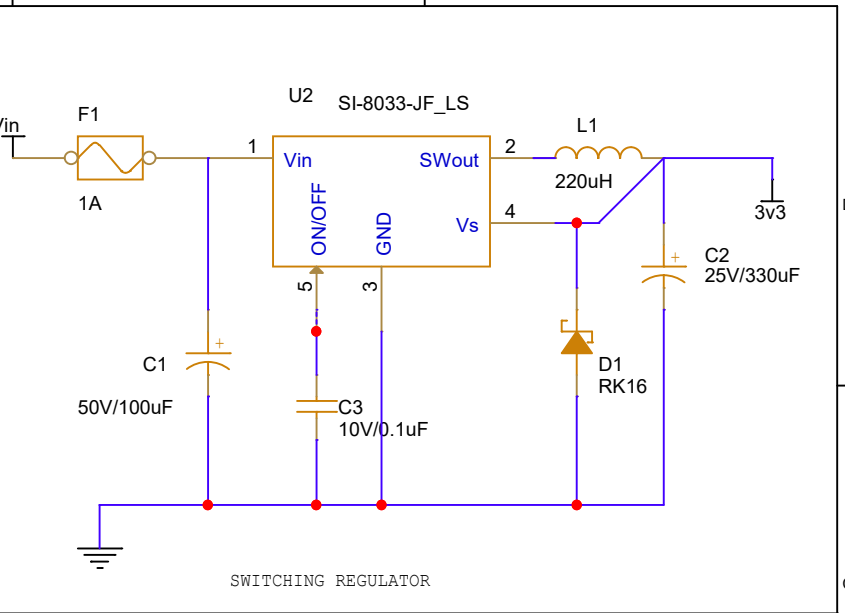 U2
SI-8033-JF_LS
F1
1A
1
Vin
ON/OFF
GND
SWout
Vs
2
4
5
3
L1
220uH
3v3
C2
25V/330uF
C1
50V/100uF
C3
10V/0.1uF
D1
RK16
+
+
SWITCHING REGULATOR